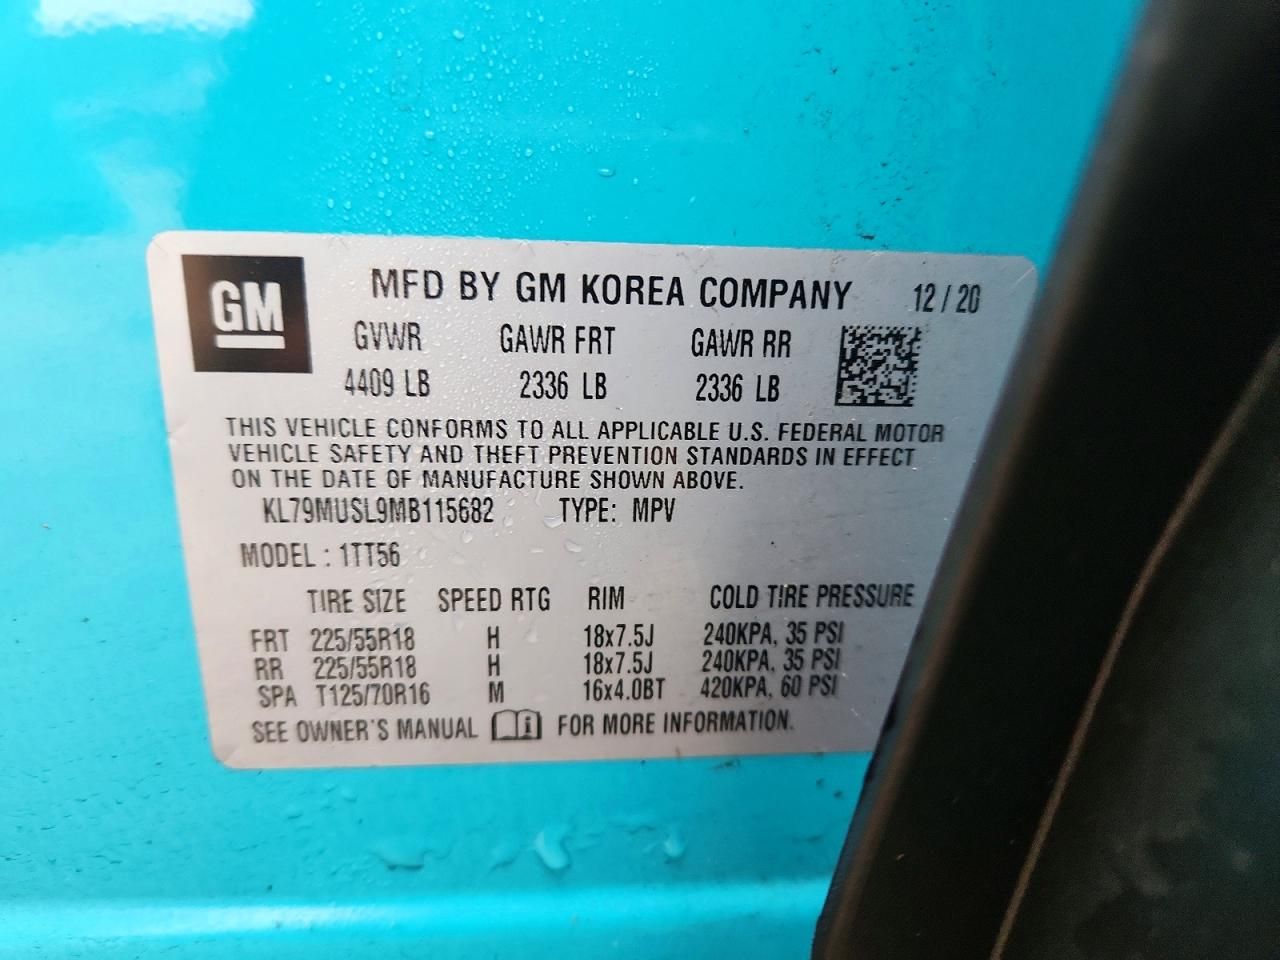 GM
MFD BY GM KOREA COMPANY 12 / 20
GVWR GAWR FRT GAWR RR
4409 LB 2336 LB 2336 LB
THIS VEHICLE CONFORMS TO ALL APPLICABLE U.S. FEDERAL MOTOR
VEHICLE SAFETY AND THEFT PREVENTION STANDARDS IN EFFECT
ON THE DATE OF MANUFACTURE SHOWN ABOVE.
KL79MUSL9MB115682 TYPE: MPV
MODEL : 1TT56
TIRE SIZE SPEED RTG RIM COLD TIRE PRESSURE
FRT 225/55R18 H 18x7.5J 240KPA, 35 PSI
RR 225/55R18 H 18x7.5J 240KPA, 35 PSI
SPA T125/70R16 M 16x4.0BT 420KPA, 60 PSI
SEE OWNER'S MANUAL FOR MORE INFORMATION.